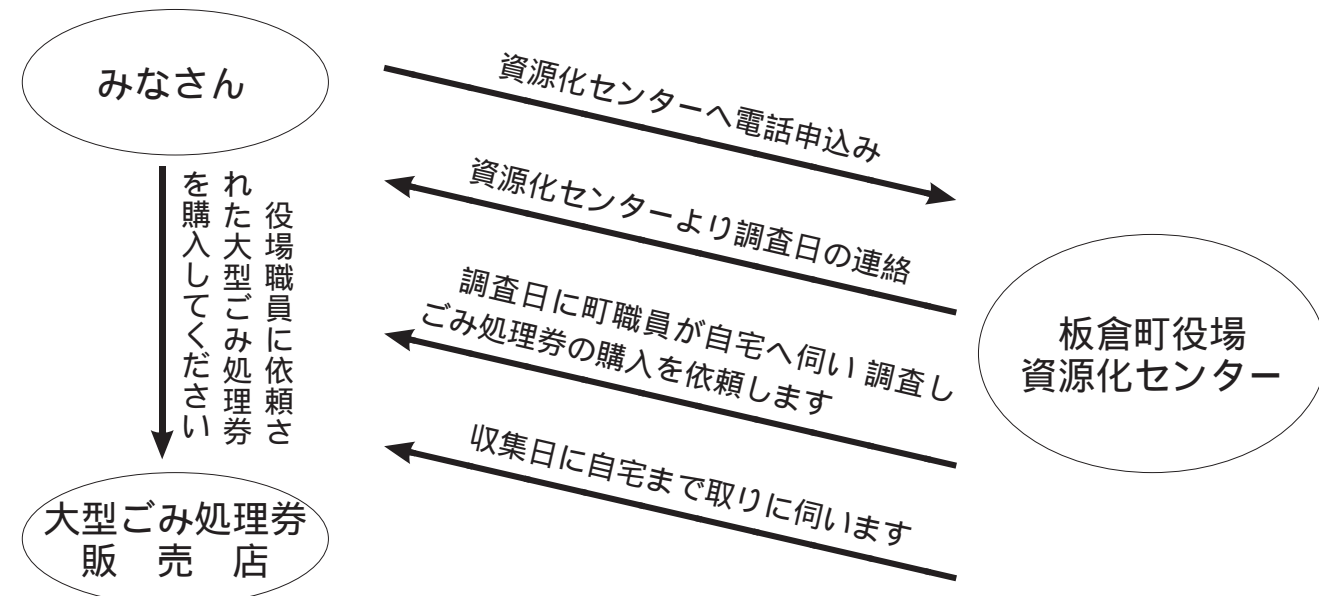 みなさん
資源化センターへ電話申込み
資源化センターより調査日の連絡
調査日に町職員が自宅へ伺い 調査し
ごみ処理券の購入を依頼します
収集日に自宅まで取りに伺います
板倉町役場
資源化センター
役場職員に依頼さ
れた大型ごみ処理券
を購入してください
大型ごみ処理券
販 売 店